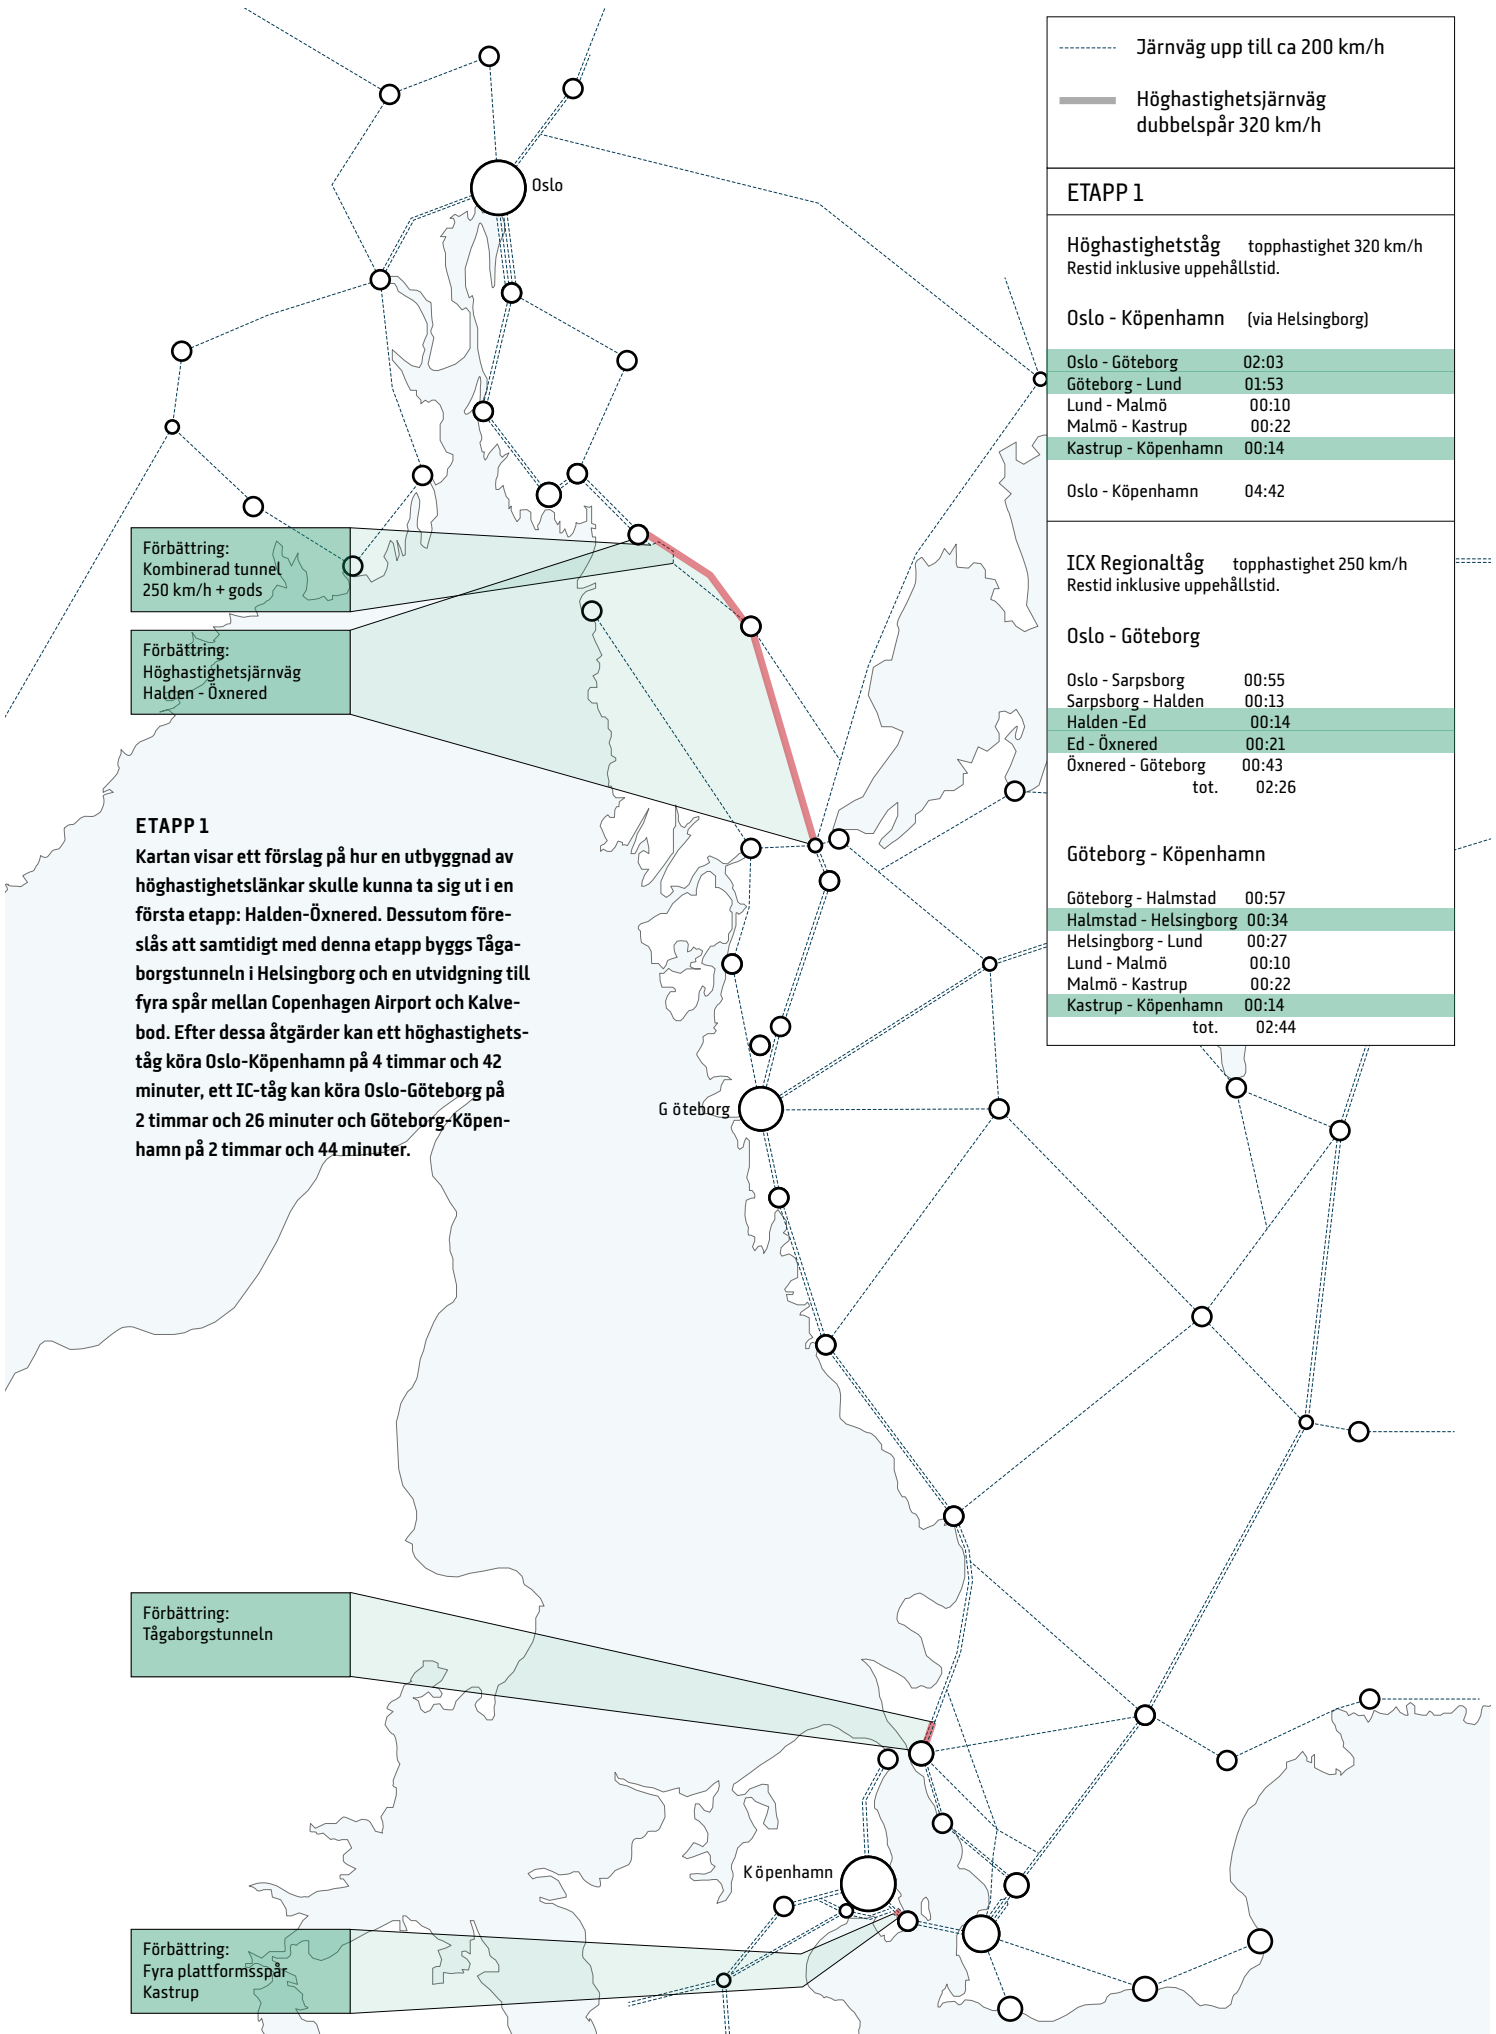 Järnväg upp till ca 200 km/h
Höghastighetsjärnväg
dubbelspår 320 km/h
ETAPP 1
Höghastighetståg topphastighet 320 km/h
Restid inklusive uppehållstid.
Oslo - Köpenhamn (via Helsingborg)
Oslo - Göteborg 02:03
Göteborg - Lund 01:53
Lund - Malmö 00:10
Malmö - Kastrup 00:22
Kastrup - Köpenhamn 00:14
Oslo - Köpenhamn 04:42
ICX Regionaltåg topphastighet 250 km/h
Restid inklusive uppehållstid.
Oslo - Göteborg
Oslo - Sarpsborg 00:55
Sarpsborg - Halden 00:13
Halden -Ed 00:14
Ed - Öxnered 00:21
Öxnered - Göteborg 00:43
tot. 02:26
Göteborg - Köpenhamn
Göteborg - Halmstad 00:57
Halmstad - Helsingborg 00:34
Helsingborg - Lund 00:27
Lund - Malmö 00:10
Malmö - Kastrup 00:22
Kastrup - Köpenhamn 00:14
tot. 02:44
Oslo
Förbättring:
Kombinerad tunnel
250 km/h + gods
Förbättring:
Höghastighetsjärnväg
Halden - Öxnered
ETAPP 1
Kartan visar ett förslag på hur en utbyggnad av
höghastighetslänkar skulle kunna ta sig ut i en
första etapp: Halden-Öxnered. Dessutom före-
slås att samtidigt med denna etapp byggs Tåga-
borgstunneln i Helsingborg och en utvidgning till
fyra spår mellan Copenhagen Airport och Kalve-
bod. Efter dessa åtgärder kan ett höghastighets-
tåg köra Oslo-Köpenhamn på 4 timmar och 42
minuter, ett IC-tåg kan köra Oslo-Göteborg på
2 timmar och 26 minuter och Göteborg-Köpen-
hamn på 2 timmar och 44 minuter.
G öteborg
Förbättring:
Tågaborgstunneln
K öpenhamn
Förbättring:
Fyra plattformsspår
Kastrup